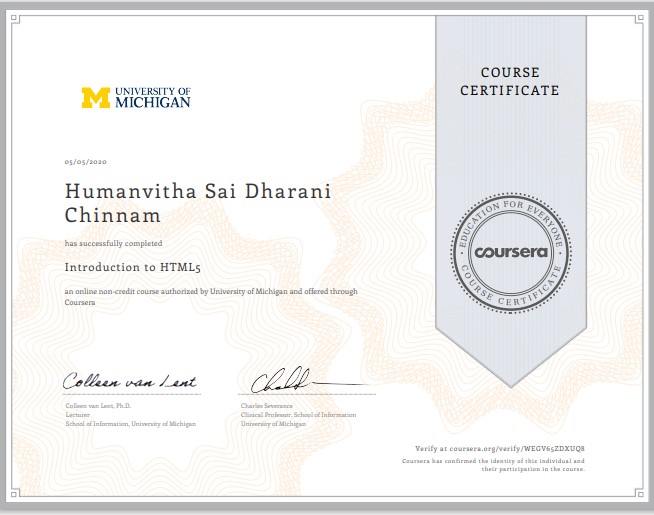 UNIVERSITY OF
MICHIGAN
COURSE
CERTIFICATE
05/05/2020
Humanvitha Sai Dharani
Chinnam
has successfully completed
Introduction to HTML5
an online non-credit course authorized by University of Michigan and offered through
Coursera
EDUCATION FOR EVERYONE
coursera
COURSE CERTIFICATE
Colleen van Lent
Colleen van Lent, Ph.D.
Lecturer
School of Information, University of Michigan
Charles Severance
Clinical Professor, School of Information
University of Michigan
Verify at coursera.org/verify/WEGV65ZDXUQ8
Coursera has confirmed the identity of this individual and
their participation in the course.